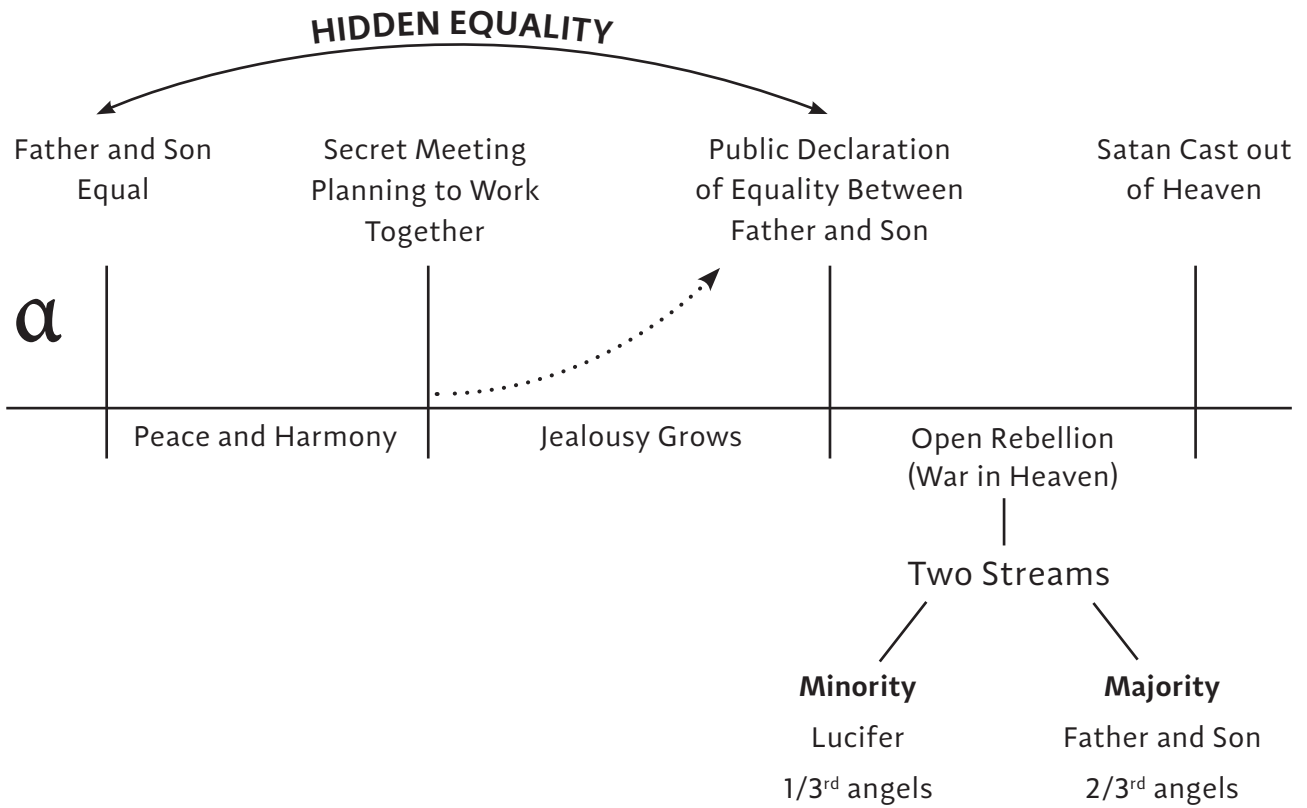 HIDDEN EQUALITY
Father and Son
Equal
Secret Meeting
Planning to Work
Together
Public Declaration
of Equality Between
Father and Son
Satan Cast out
of Heaven
α
Peace and Harmony
Jealousy Grows
Open Rebellion
(War in Heaven)
Two Streams
Minority
Lucifer
1/3rd angels
Majority
Father and Son
2/3rd angels